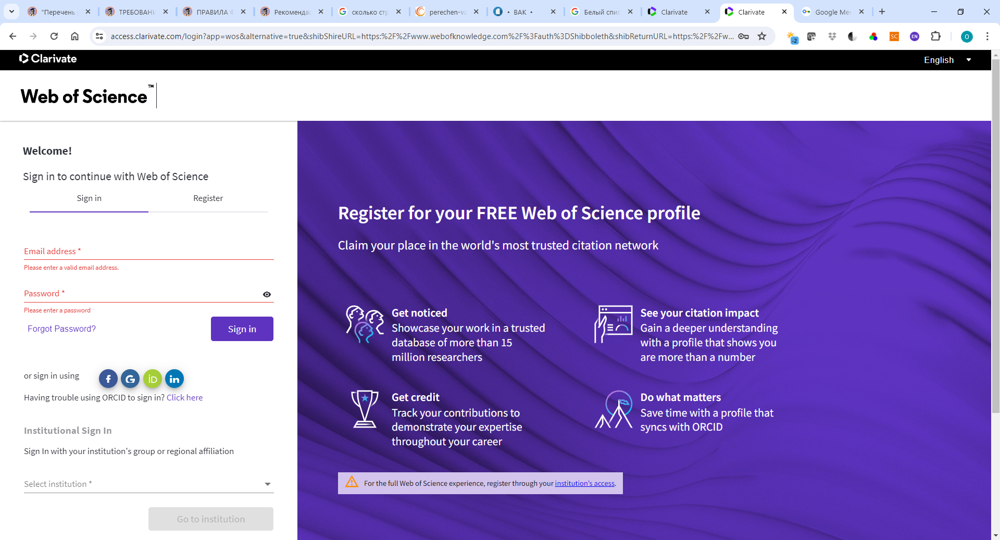 "Перечень
ТРЕБОВАНИ
ПРАВИЛА Ф
Рекоменда
сколько стр
perechen-va
• ВАК •
Белый спис
Clarivate
Clarivate
Google Мен
access.clarivate.com/login?app=wos&alternative=true&shibShireURL=https:%2F%2Fwww.webofknowledge.com%2F%3Fauth%3DShibboleth&shibReturnURL=https:%2F%2Fw...
-2
SC
EN
O
Clarivate
English
Web of Science™
Welcome!
Sign in to continue with Web of Science
Sign in
Register
Email address *
Please enter a valid email address.
Password *
Please enter a password
Forgot Password?
Sign in
or sign in using
f
G
iD
in
Having trouble using ORCID to sign in? Click here
Institutional Sign In
Sign In with your institution's group or regional affiliation
Select institution *
Go to institution
Register for your FREE Web of Science profile
Claim your place in the world's most trusted citation network
Get noticed
Showcase your work in a trusted
database of more than 15
million researchers
See your citation impact
Gain a deeper understanding
with a profile that shows you
are more than a number
Get credit
Track your contributions to
demonstrate your expertise
throughout your career
Do what matters
Save time with a profile that
syncs with ORCID
For the full Web of Science experience, register through your institution's access.